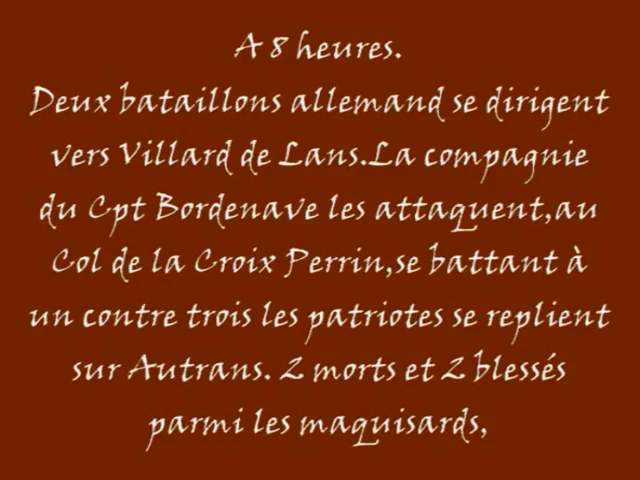 A 8 heures.
Deux bataillons allemand se dirigent
vers Villard de Lans.La compagnie
du Cpt Bordenave les attaquent,au
Col de la Croix Perrin,se battant à
un contre trois les patriotes se replient
sur Autrans. 2 morts et 2 blessés
parmi les maquisards,